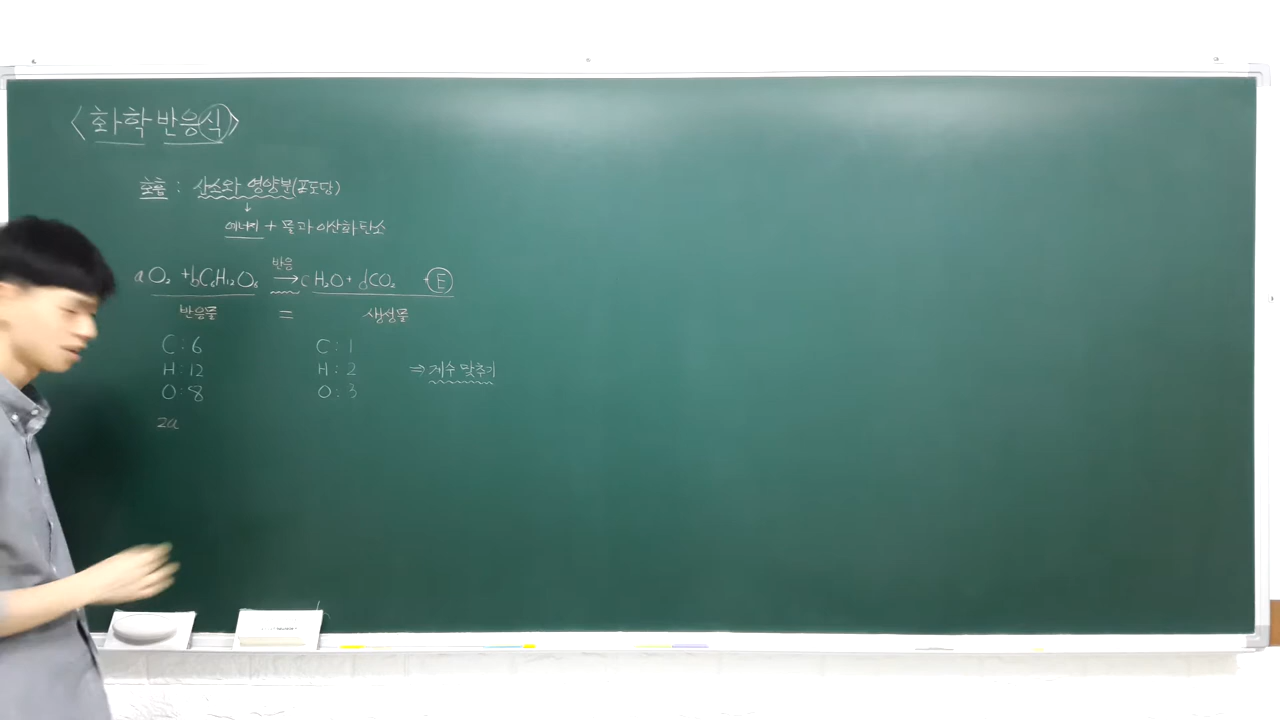 <화학반응식>
호흡 : 산소와 영양분(포도당)
↓
에너지 + 물과 이산화탄소
반응
aO₂ + bC₆H₁₂O₆ → cH₂O + dCO₂ + E
반응물 = 생성물
C : 6 C : 1
H : 12 H : 2 ⇒ 계수 맞추기
O : 8 O : 3
2a